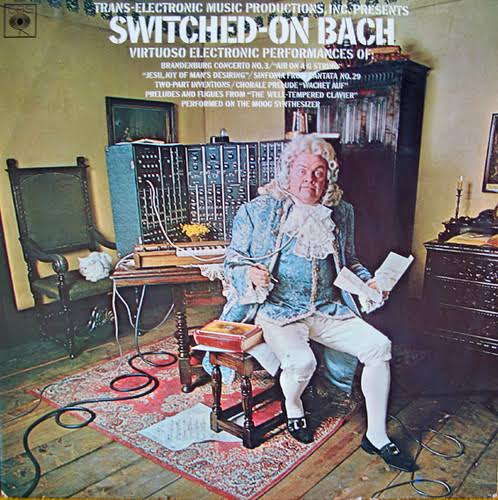 TRANS-ELECTRONIC MUSIC PRODUCTIONS, INC. PRESENTS
SWITCHED-ON BACH
VIRTUOSO ELECTRONIC PERFORMANCES OF:
BRANDENBURG CONCERTO NO.3/"AIR ON A G STRING"
"JESU, JOY OF MAN'S DESIRING"/SINFONIA FROM CANTATA NO.29
TWO-PART INVENTIONS/CHORALE PRELUDE "WACHET AUF"
PRELUDES AND FUGUES FROM "THE WELL-TEMPERED CLAVIER"
PERFORMED ON THE MOOG SYNTHESIZER